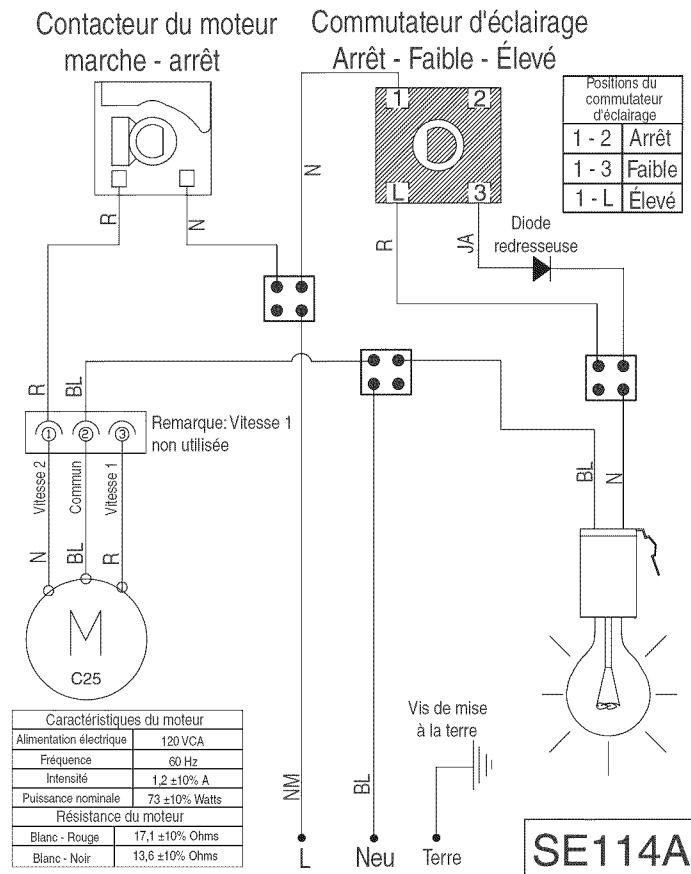 Contacteur du moteur
marche - arrêt
Commutateur d'éclairage
Arrêt - Faible - Élevé
Positions du
commutateur
d'éclairage
1 - 2 Arrêt
1 - 3 Faible
1 - L Élevé
1 2
L 3
N
R
N
R
JA
Diode
redresseuse
R
BL
1 2 3
Remarque: Vitesse 1
non utilisée
Vitesse 2
Commun
Vitesse 1
BL
N
N
BL
R
M
C25
Caractéristiques du moteur
Alimentation électrique 120 VCA
Fréquence 60 Hz
Intensité 1,2 ±10% A
Puissance nominale 73 ±10% Watts
Résistance du moteur
Blanc - Rouge 17,1 ±10% Ohms
Blanc - Noir 13,6 ±10% Ohms
NM
BL
Vis de mise
à la terre
L
Neu
Terre
SE114A